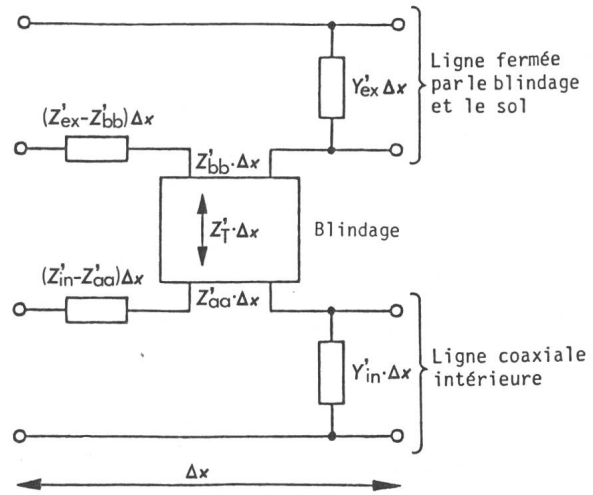 Ligne fermée
par le blindage
et le sol
Y'ex Δx
(Z'ex-Z'bb)Δx
Z'bb·Δx
Z'T·Δx
Blindage
(Z'in-Z'aa)Δx
Z'aa·Δx
Y'in·Δx
Ligne coaxiale
intérieure
Δx